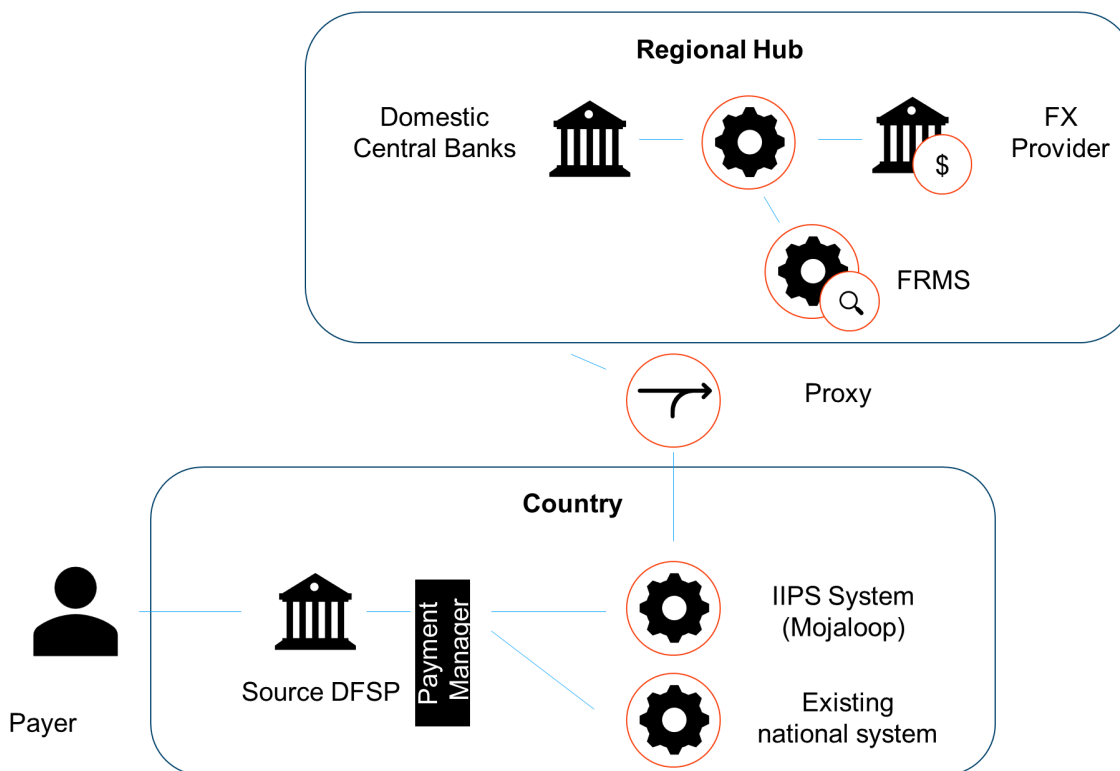 Regional Hub
Domestic
Central Banks
FX
Provider
$
FRMS
Proxy
Country
IIPS System
(Mojaloop)
Payment
Manager
Source DFSP
Existing
national system
Payer